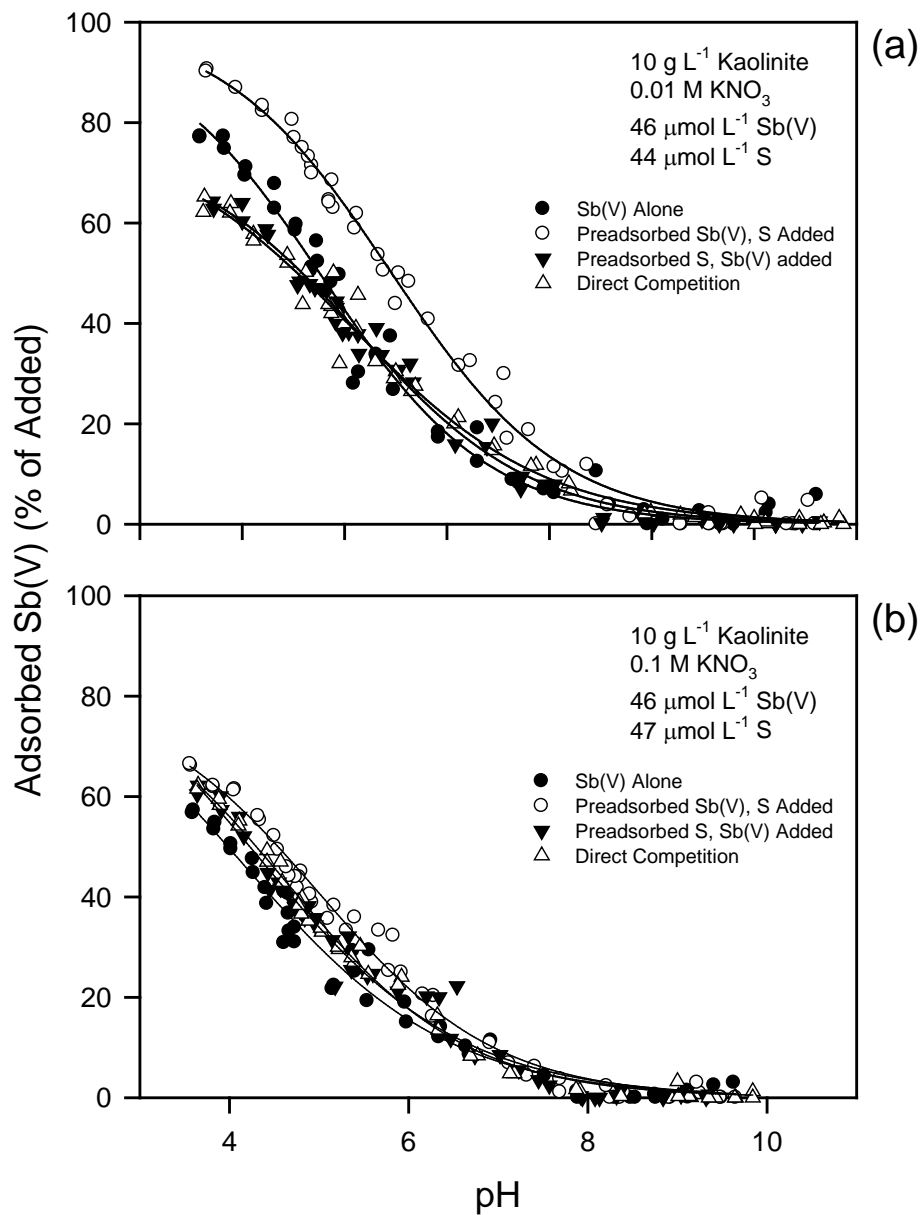 Adsorbed Sb(V) (% of Added)
(a)
100
80
60
40
20
0
10 g L⁻¹ Kaolinite
0.01 M KNO₃
46 μmol L⁻¹ Sb(V)
44 μmol L⁻¹ S
Sb(V) Alone
Preadsorbed Sb(V), S Added
Preadsorbed S, Sb(V) added
Direct Competition
(b)
100
80
60
40
20
0
10 g L⁻¹ Kaolinite
0.1 M KNO₃
46 μmol L⁻¹ Sb(V)
47 μmol L⁻¹ S
Sb(V) Alone
Preadsorbed Sb(V), S Added
Preadsorbed S, Sb(V) Added
Direct Competition
4 6 8 10
pH